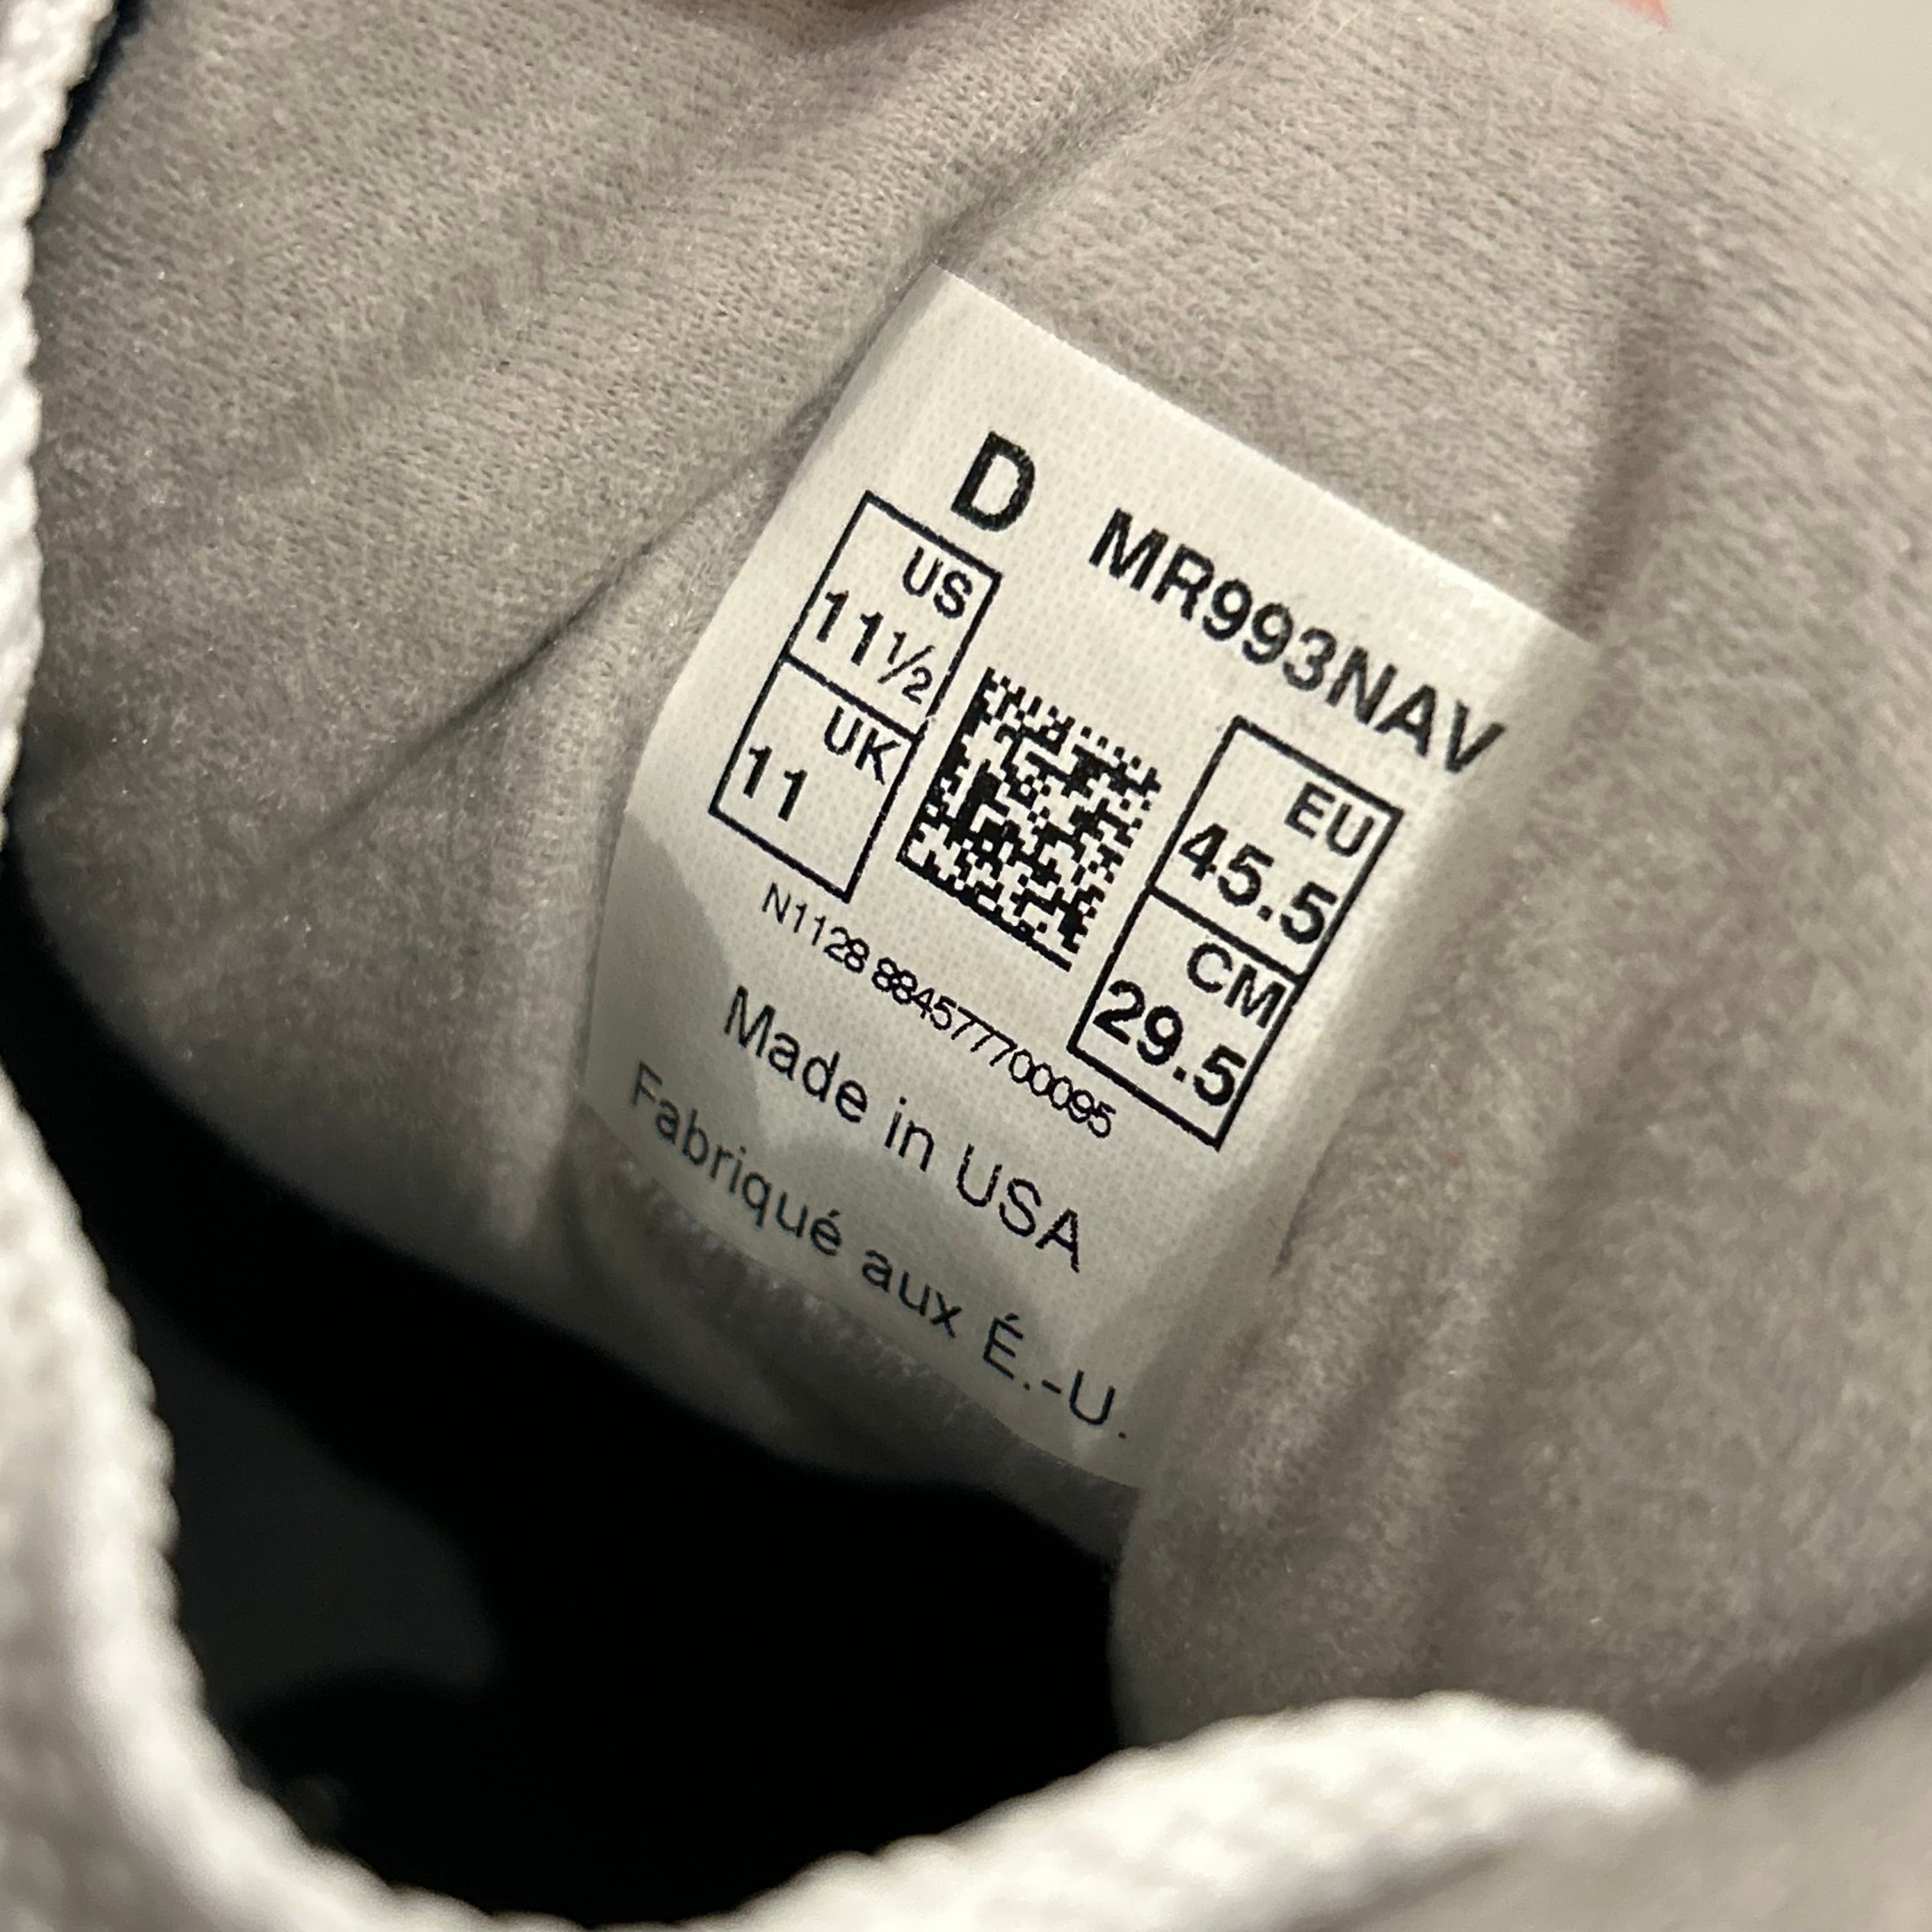 D MR993NAV
US
11½
UK
11
EU
45.5
CM
29.5
N1128 884577700095
Made in USA
Fabriqué aux É.-U.